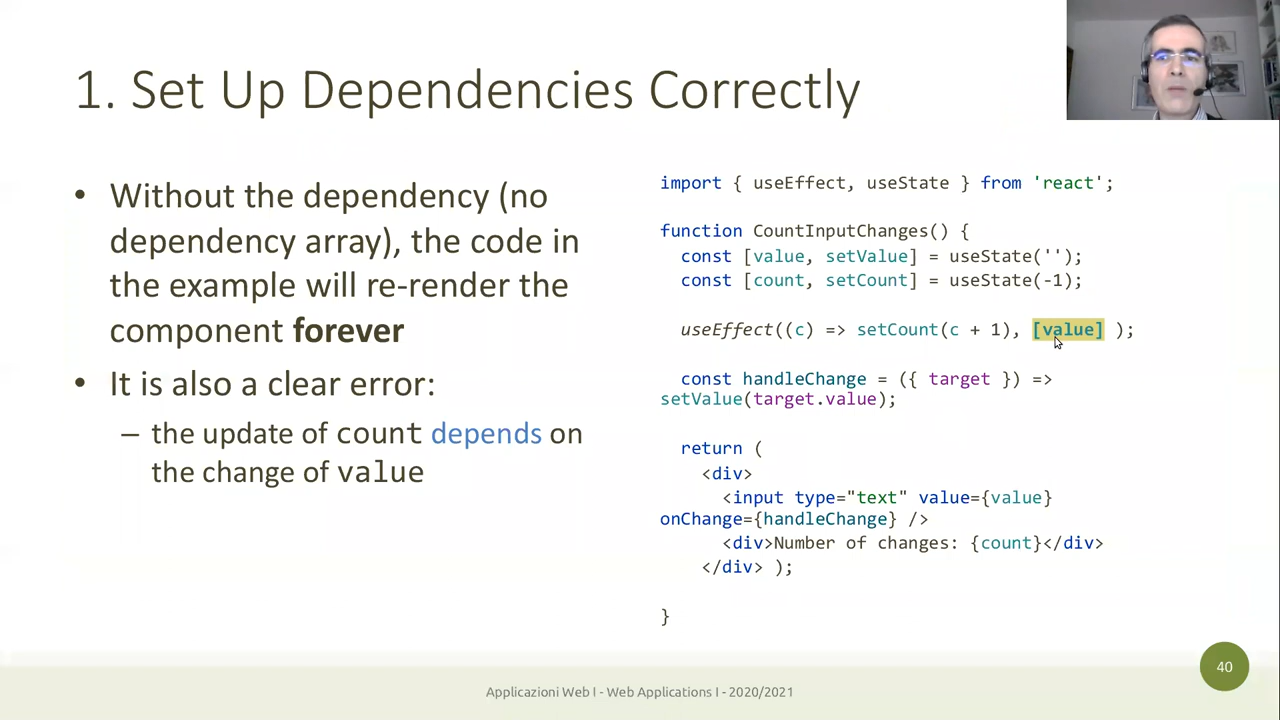 1. Set Up Dependencies Correctly
• Without the dependency (no
dependency array), the code in
the example will re-render the
component forever
• It is also a clear error:
– the update of count depends on
the change of value
import { useEffect, useState } from 'react';
function CountInputChanges() {
const [value, setValue] = useState('');
const [count, setCount] = useState(-1);
useEffect((c) => setCount(c + 1), [value] );
const handleChange = ({ target }) =>
setValue(target.value);
return (
<div>
<input type="text" value={value}
onChange={handleChange} />
<div>Number of changes: {count}</div>
</div> );
}
Applicazioni Web I - Web Applications I - 2020/2021
40